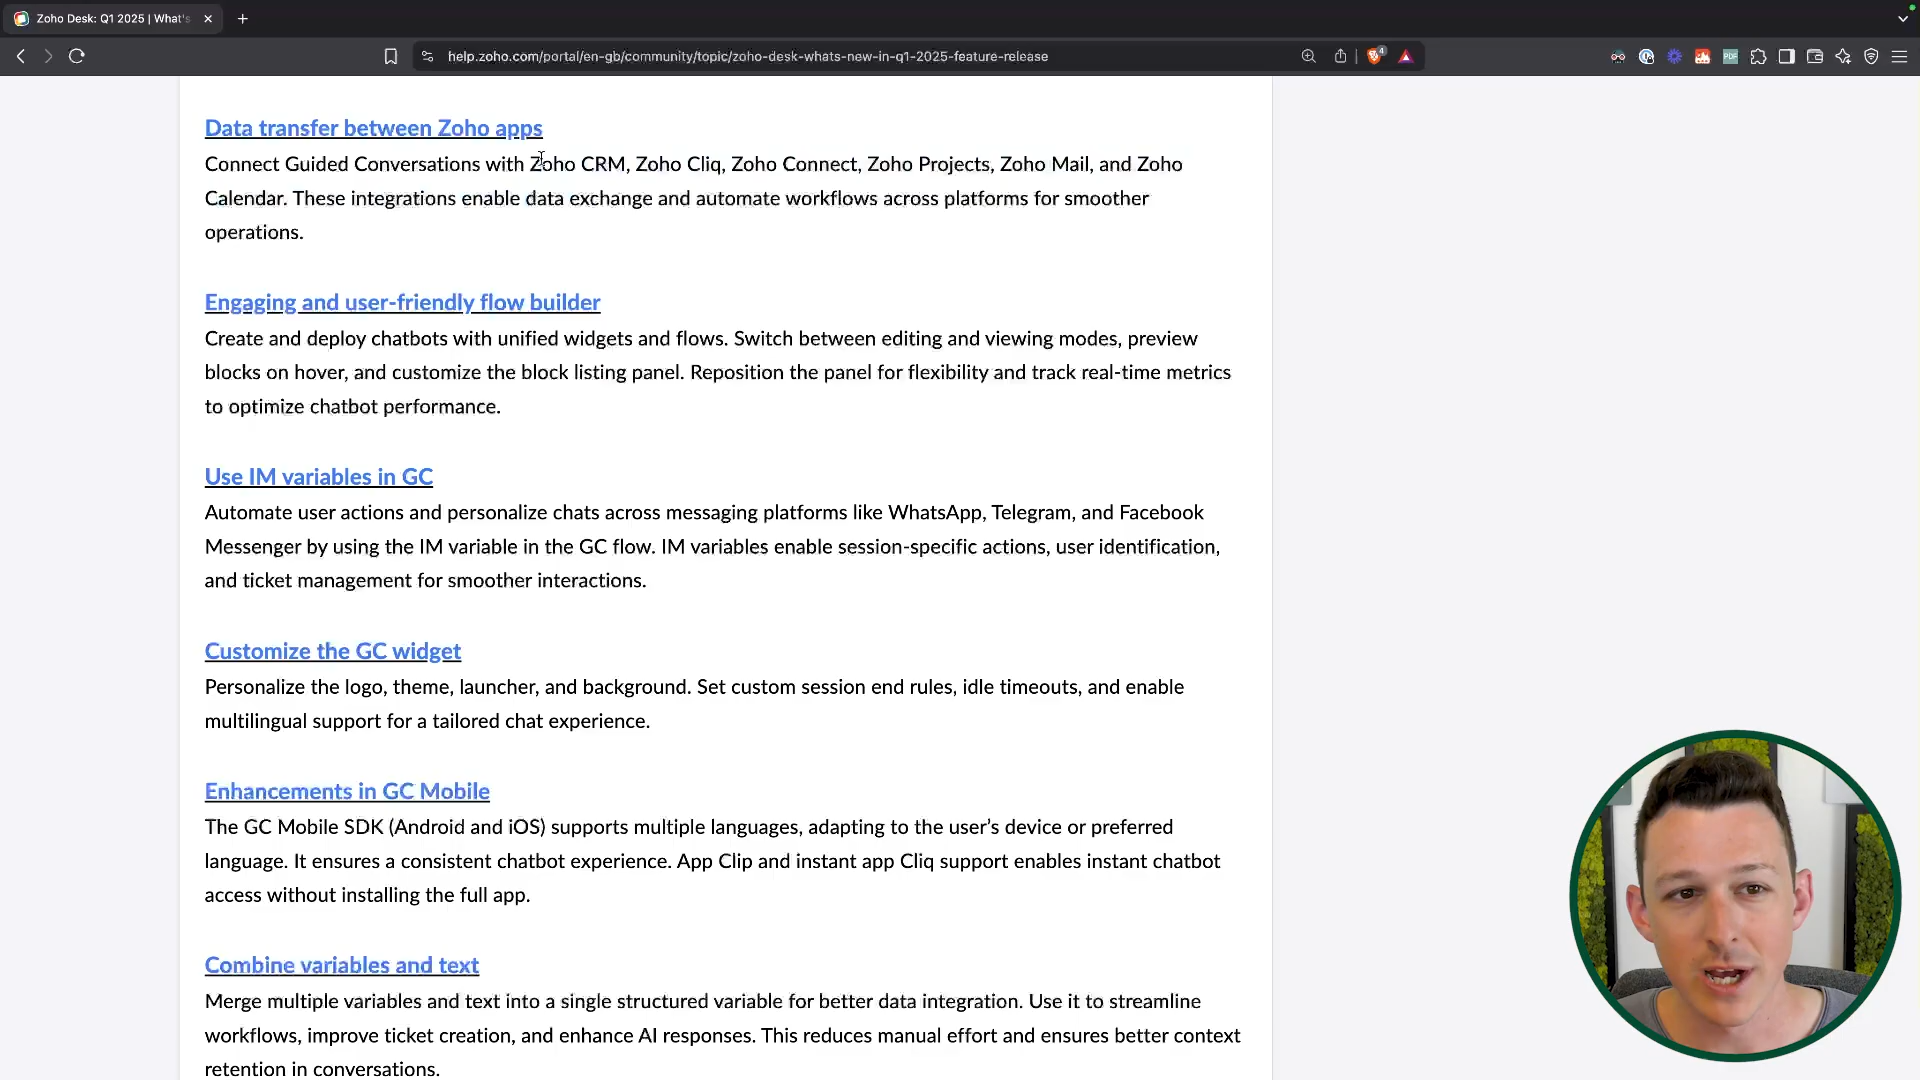 Zoho Desk: Q1 2025 | What's
help.zoho.com/portal/en-gb/community/topic/zoho-desk-whats-new-in-q1-2025-feature-release
4
PDF
Data transfer between Zoho apps
Connect Guided Conversations with Zoho CRM, Zoho Cliq, Zoho Connect, Zoho Projects, Zoho Mail, and Zoho
Calendar. These integrations enable data exchange and automate workflows across platforms for smoother
operations.
Engaging and user-friendly flow builder
Create and deploy chatbots with unified widgets and flows. Switch between editing and viewing modes, preview
blocks on hover, and customize the block listing panel. Reposition the panel for flexibility and track real-time metrics
to optimize chatbot performance.
Use IM variables in GC
Automate user actions and personalize chats across messaging platforms like WhatsApp, Telegram, and Facebook
Messenger by using the IM variable in the GC flow. IM variables enable session-specific actions, user identification,
and ticket management for smoother interactions.
Customize the GC widget
Personalize the logo, theme, launcher, and background. Set custom session end rules, idle timeouts, and enable
multilingual support for a tailored chat experience.
Enhancements in GC Mobile
The GC Mobile SDK (Android and iOS) supports multiple languages, adapting to the user’s device or preferred
language. It ensures a consistent chatbot experience. App Clip and instant app Cliq support enables instant chatbot
access without installing the full app.
Combine variables and text
Merge multiple variables and text into a single structured variable for better data integration. Use it to streamline
workflows, improve ticket creation, and enhance AI responses. This reduces manual effort and ensures better context
retention in conversations.